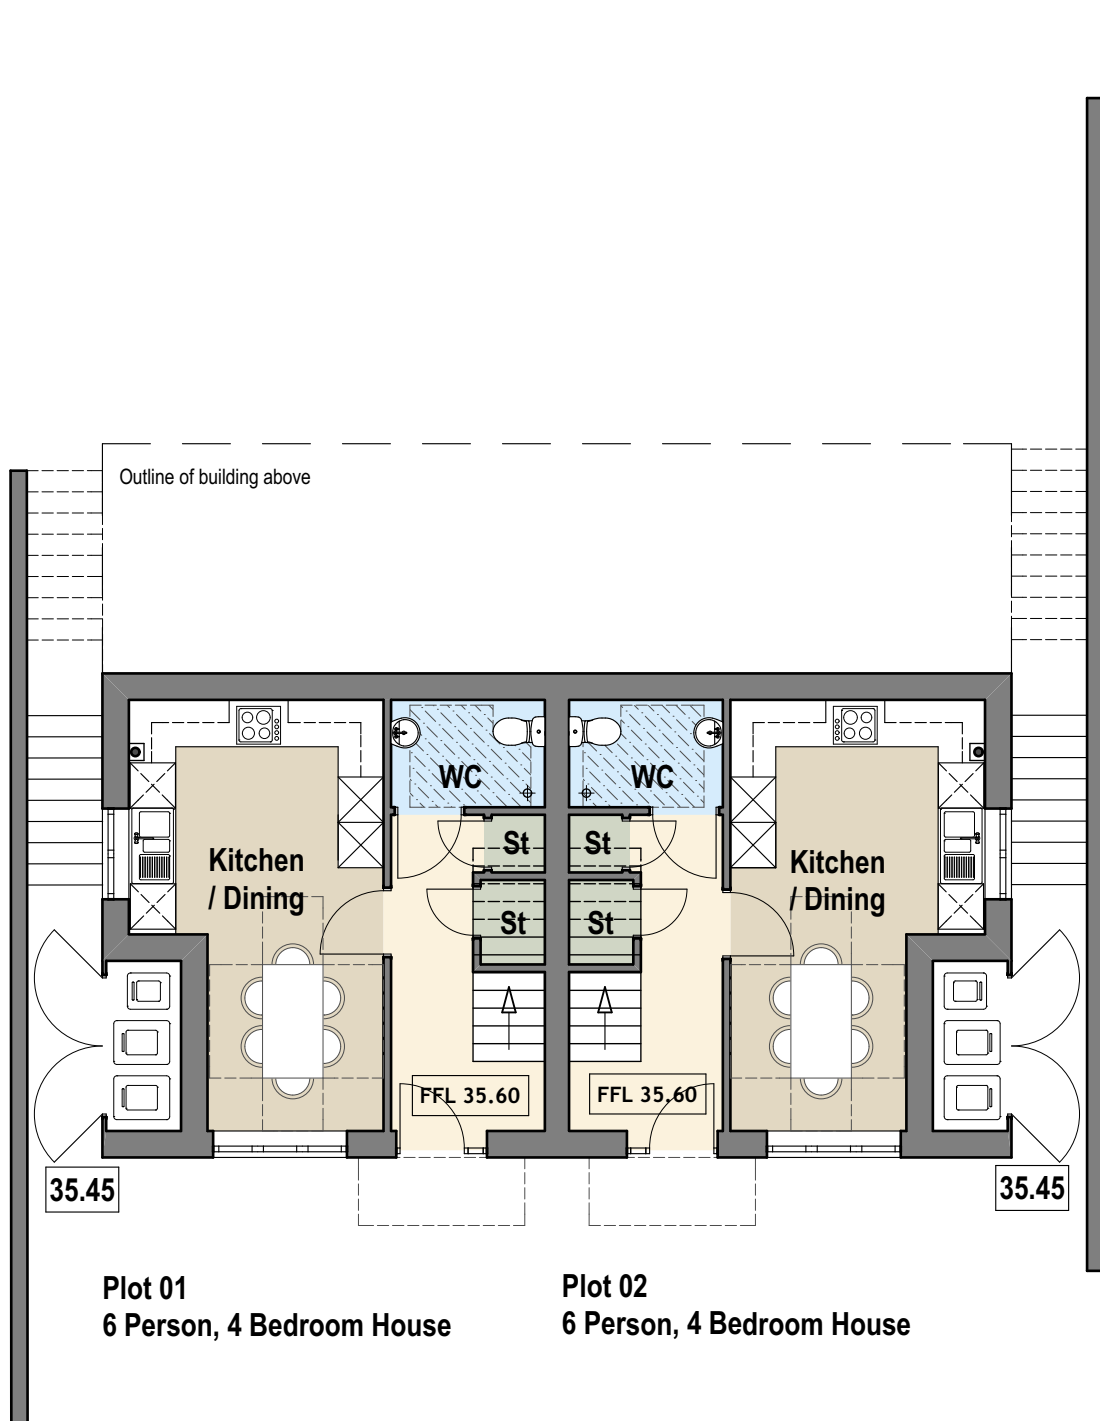 Outline of building above
WC
WC
St
St
Kitchen
/ Dining
Kitchen
/ Dining
St
St
FFL 35.60
FFL 35.60
35.45
35.45
Plot 01
6 Person, 4 Bedroom House
Plot 02
6 Person, 4 Bedroom House